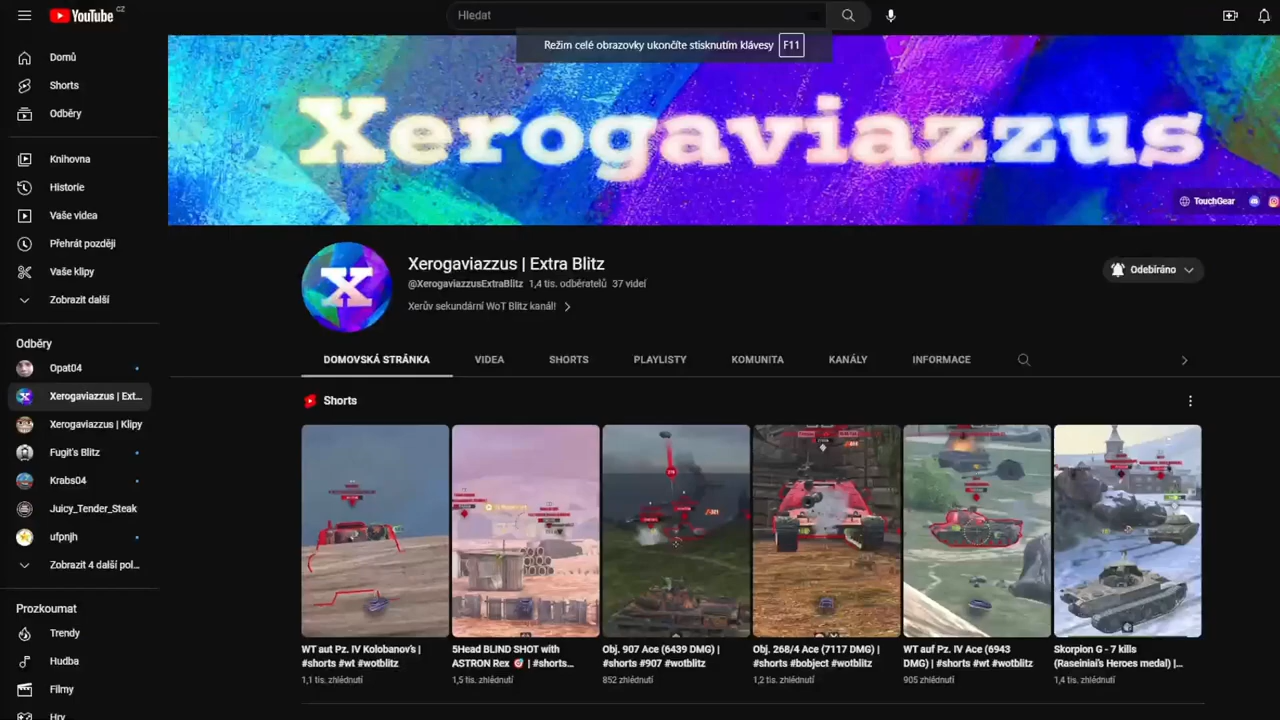 YouTube CZ
Hledat
Režim celé obrazovky ukončíte stisknutím klávesy F11
Domů
Shorts
Odběry
Knihovna
Historie
Vaše videa
Přehrát později
Vaše klipy
Zobrazit další
Odběry
Opat04
Xerogaviazzus | Ext...
Xerogaviazzus | Klipy
Fugit's Blitz
Krabs04
Juicy_Tender_Steak
ufpnjh
Zobrazit 4 další pol...
Prozkoumat
Trendy
Hudba
Filmy
Hry
Xerogaviazzus
TouchGear
X
Xerogaviazzus | Extra Blitz
@XerogaviazzusExtraBlitz 1,4 tis. odběratelů 37 videí
Xerův sekundární WoT Blitz kanál!
Odebíráno
DOMOVSKÁ STRÁNKA VIDEA SHORTS PLAYLISTY KOMUNITA KANÁLY INFORMACE
Shorts
WT aut Pz. IV Kolobanov's |
#shorts #wt #wotblitz
1,1 tis. zhlédnutí
5Head BLIND SHOT with
ASTRON Rex 🎯 | #shorts...
1,5 tis. zhlédnutí
Obj. 907 Ace (6439 DMG) |
#shorts #907 #wotblitz
852 zhlédnutí
Obj. 268/4 Ace (7117 DMG) |
#shorts #bobject #wotblitz
1,2 tis. zhlédnutí
WT auf Pz. IV Ace (6943
DMG) | #shorts #wt #wotblitz
905 zhlédnutí
Skorpion G - 7 kills
(Raseiniai's Heroes medal) |...
1,4 tis. zhlédnutí